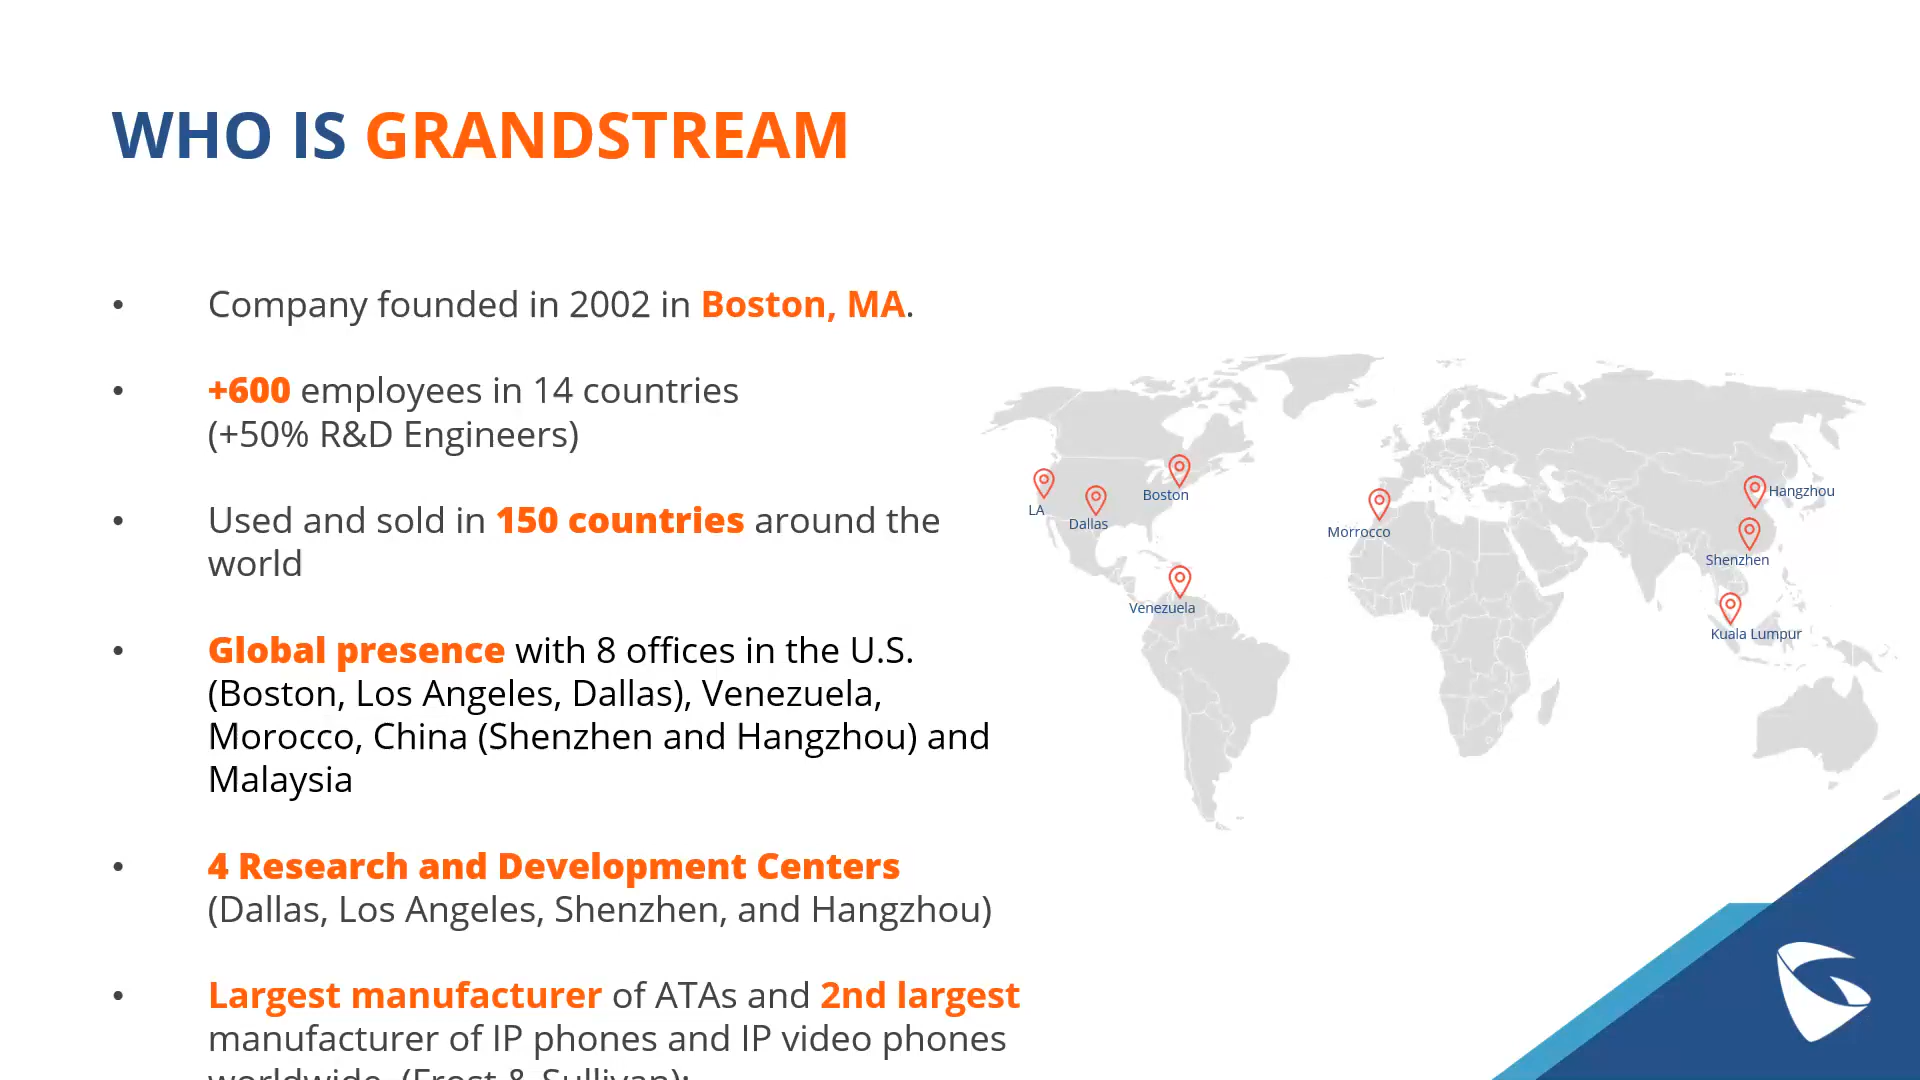 WHO IS GRANDSTREAM
• Company founded in 2002 in Boston, MA.
• +600 employees in 14 countries
(+50% R&D Engineers)
• Used and sold in 150 countries around the
world
• Global presence with 8 offices in the U.S.
(Boston, Los Angeles, Dallas), Venezuela,
Morocco, China (Shenzhen and Hangzhou) and
Malaysia
• 4 Research and Development Centers
(Dallas, Los Angeles, Shenzhen, and Hangzhou)
• Largest manufacturer of ATAs and 2nd largest
manufacturer of IP phones and IP video phones
worldwide (Frost & Sullivan);
LA
Dallas
Boston
Venezuela
Morrocco
Hangzhou
Shenzhen
Kuala Lumpur